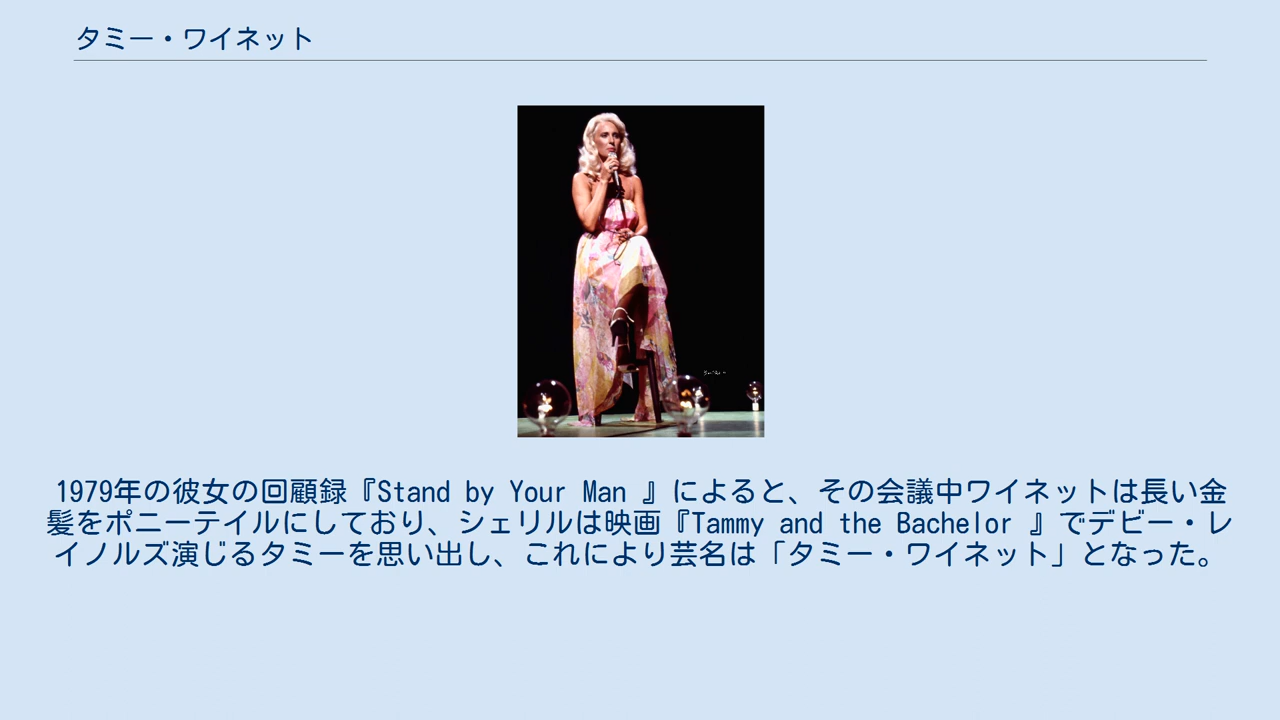 タミー・ワイネット
1979年の彼女の回顧録『Stand by Your Man 』によると、その会議中ワイネットは長い金
髪をポニーテイルにしており、シェリルは映画『Tammy and the Bachelor 』でデビー・レ
イノルズ演じるタミーを思い出し、これにより芸名は「タミー・ワイネット」となった。